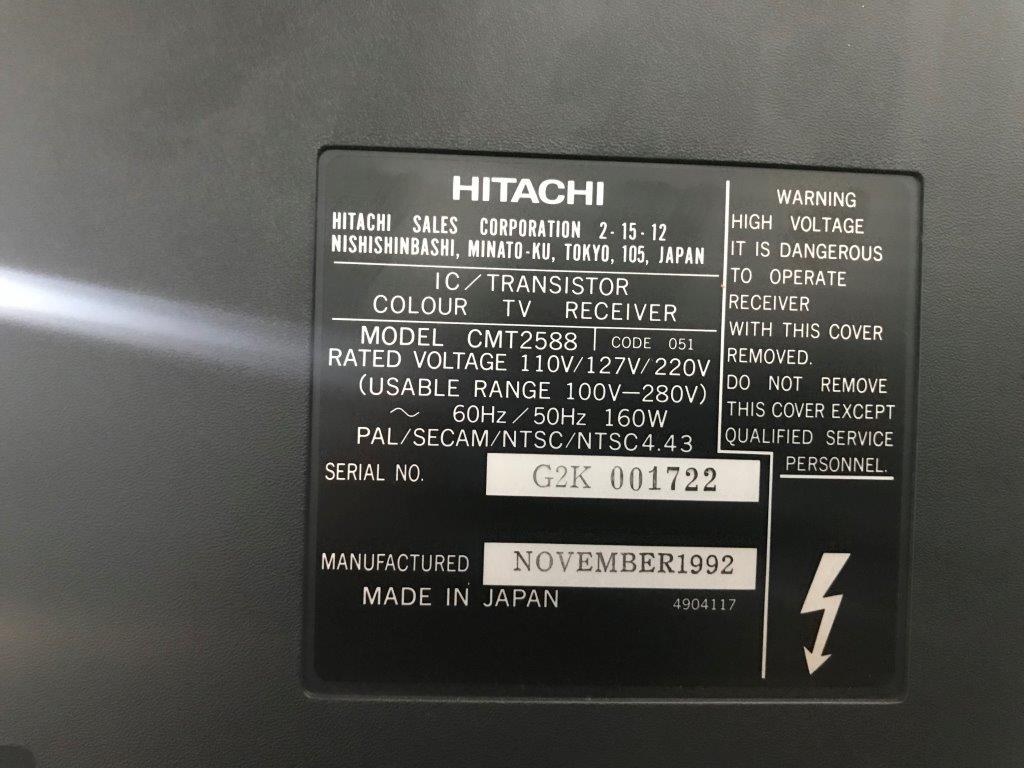 HITACHI
HITACHI SALES CORPORATION 2-15-12
NISHISHINBASHI, MINATO-KU, TOKYO, 105, JAPAN
IC/TRANSISTOR
COLOUR TV RECEIVER
MODEL CMT2588 CODE 051
RATED VOLTAGE 110V/127V/220V
(USABLE RANGE 100V–280V)
~ 60Hz/50Hz 160W
PAL/SECAM/NTSC/NTSC4.43
SERIAL NO. G2K 001722
MANUFACTURED NOVEMBER1992
MADE IN JAPAN 4904117
WARNING
HIGH VOLTAGE
IT IS DANGEROUS
TO OPERATE
RECEIVER
WITH THIS COVER
REMOVED.
DO NOT REMOVE
THIS COVER EXCEPT
QUALIFIED SERVICE
PERSONNEL.